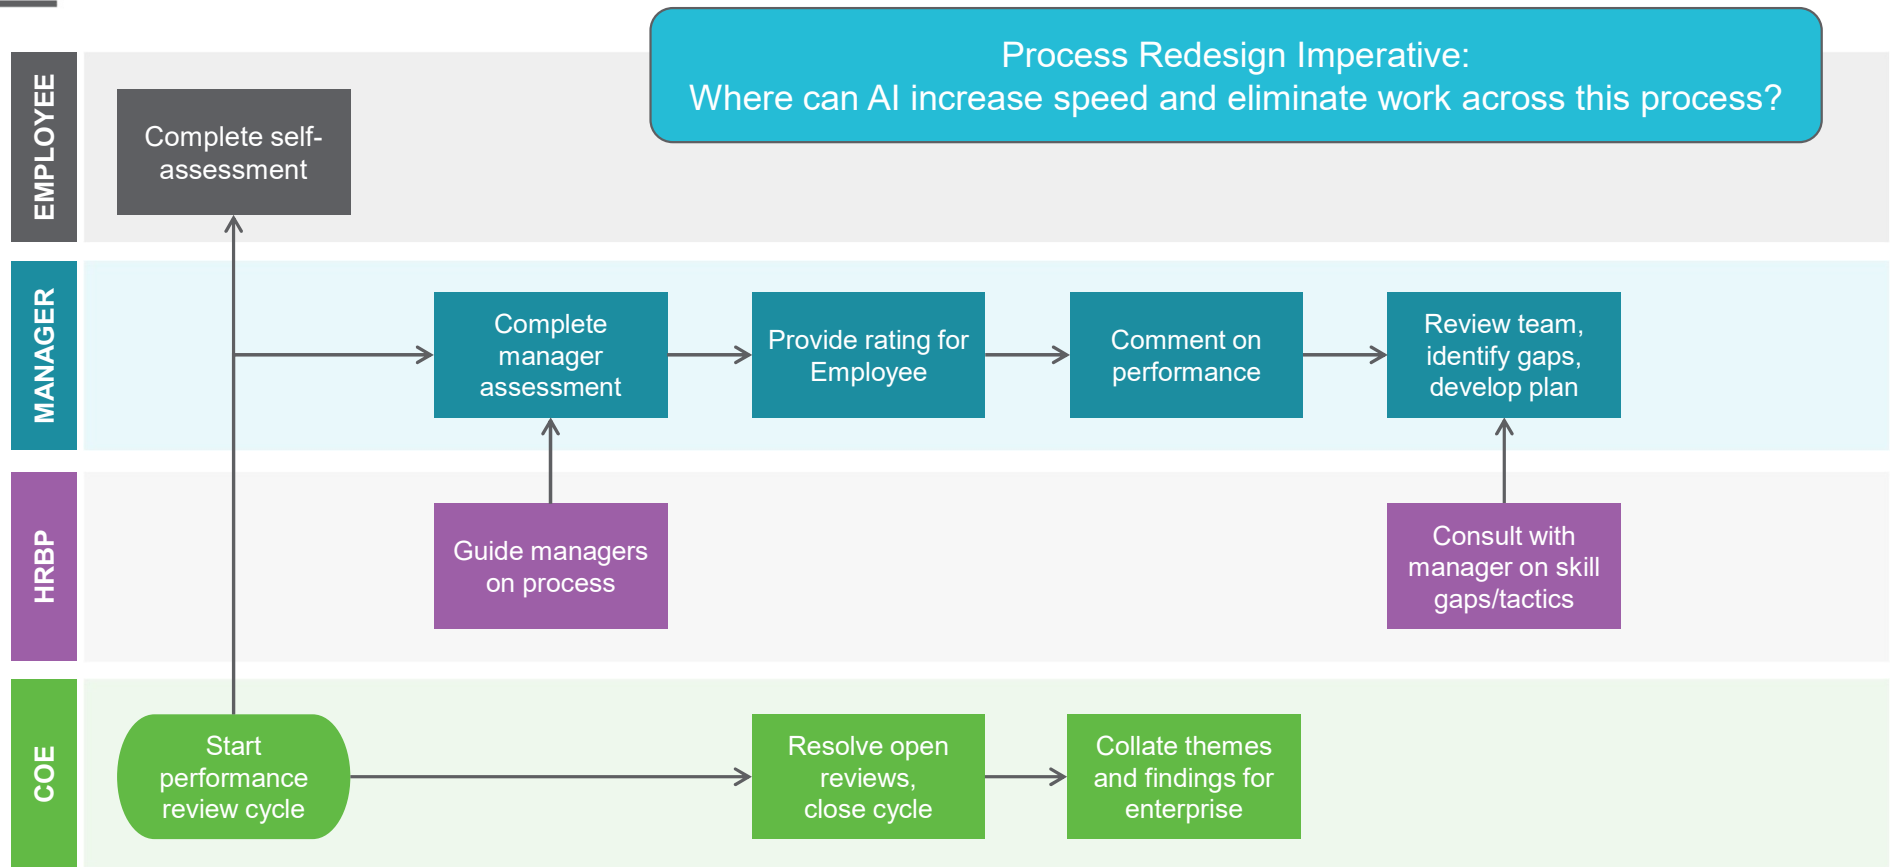 Process Redesign Imperative:
Where can AI increase speed and eliminate work across this process?
EMPLOYEE
Complete self-
assessment
MANAGER
Complete
manager
assessment
Provide rating for
Employee
Comment on
performance
Review team,
identify gaps,
develop plan
HRBP
Guide managers
on process
Consult with
manager on skill
gaps/tactics
COE
Start
performance
review cycle
Resolve open
reviews,
close cycle
Collate themes
and findings for
enterprise